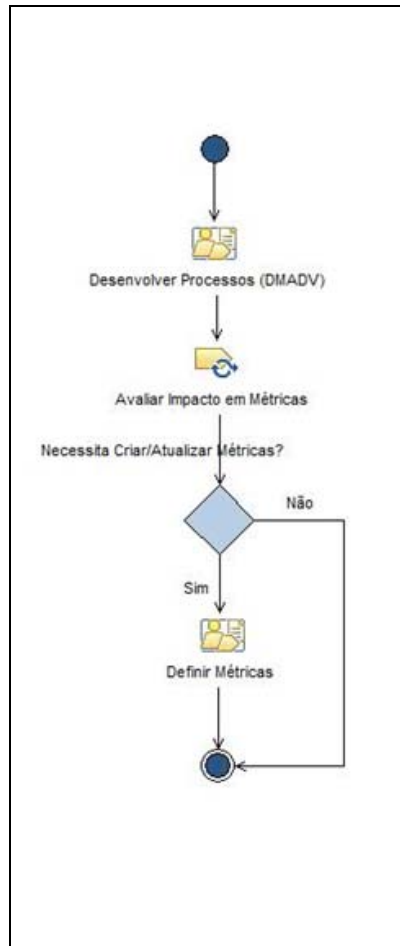 Desenvolver Processos (DMADV)
Avaliar Impacto em Métricas
Necessita Criar/Atualizar Métricas?
Não
Sim
Definir Métricas